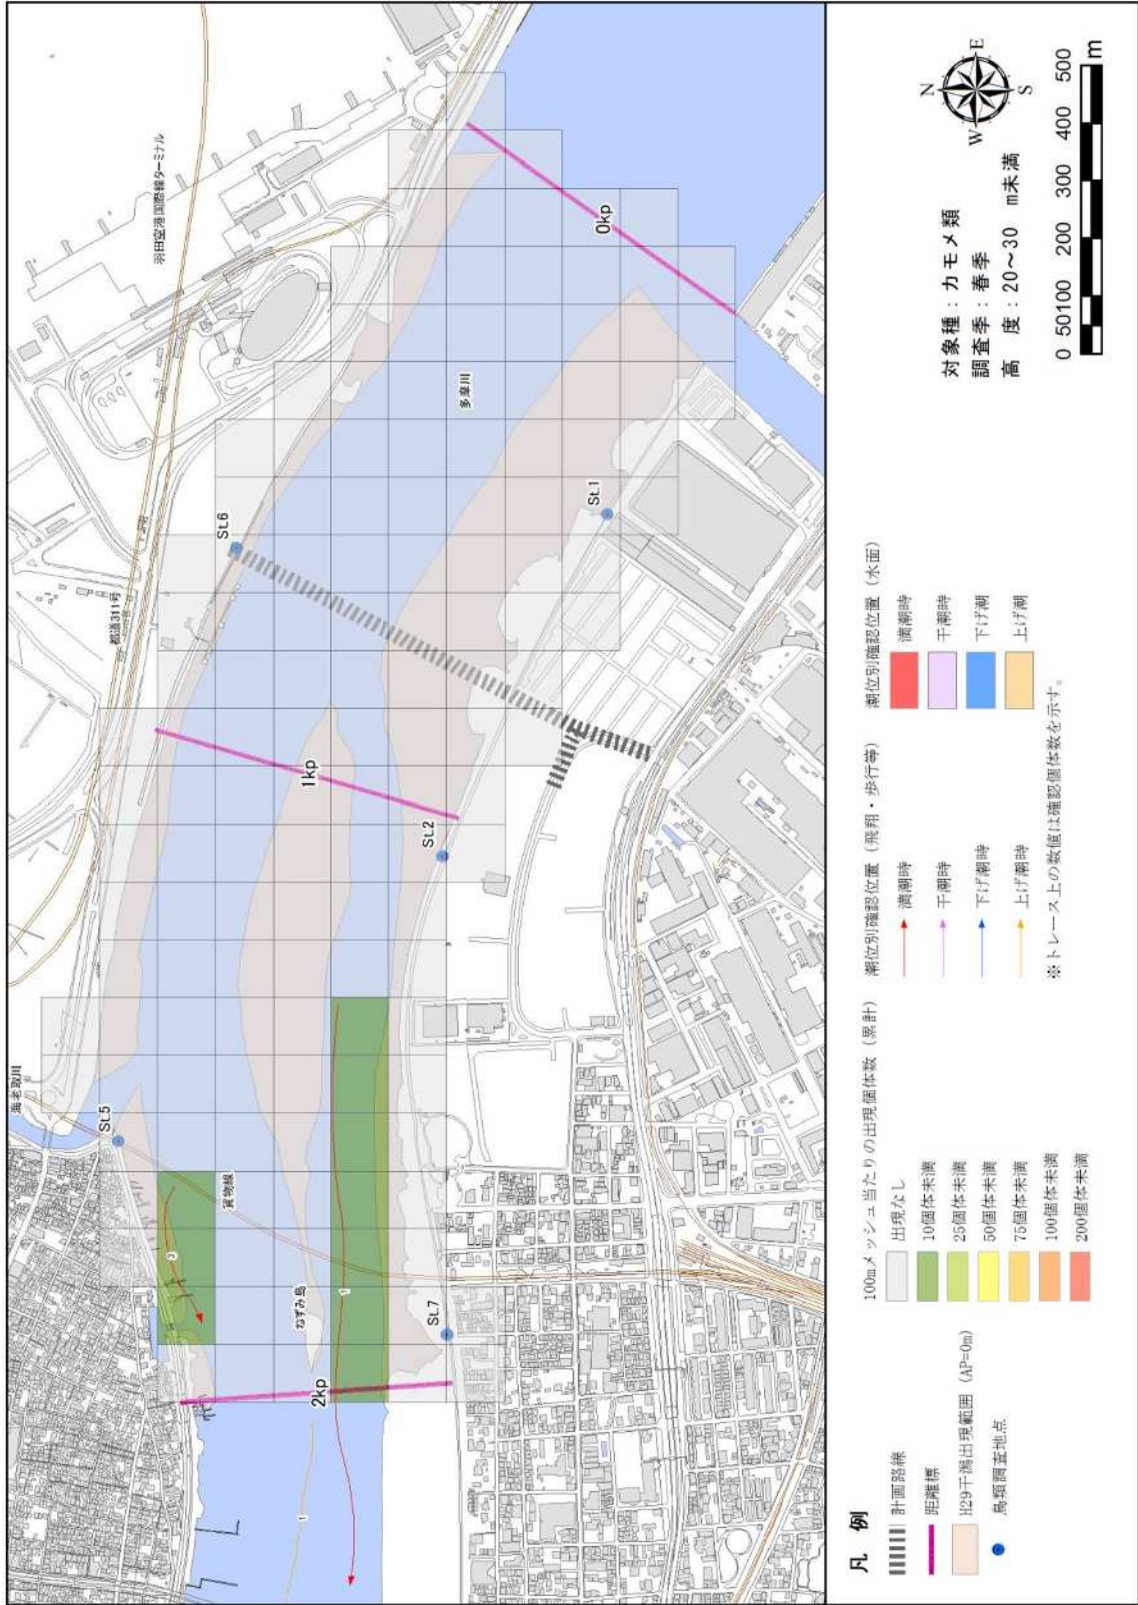 羽田空港国際線ターミナル
海老取川
都道311号
多摩川
貨物線
ねずみ島
St.5
St.6
St.7
St.2
St.1
2kp
1kp
0kp
3
1
1
凡 例
計画路線
距離標
H29干潟出現範囲 (AP=0m)
鳥類調査地点
100mメッシュ当たりの出現個体数 (累計)
出現なし
10個体未満
25個体未満
50個体未満
75個体未満
100個体未満
200個体未満
潮位別確認位置 (飛翔・歩行等)
満潮時
干潮時
下げ潮時
上げ潮時
※トレース上の数値は確認個体数を示す。
潮位別確認位置 (水面)
満潮時
干潮時
下げ潮
上げ潮
対象種：カモメ類
調査季：春季
高 度：20～30 m未満
N
E
S
W
0 50100 200 300 400 500
m